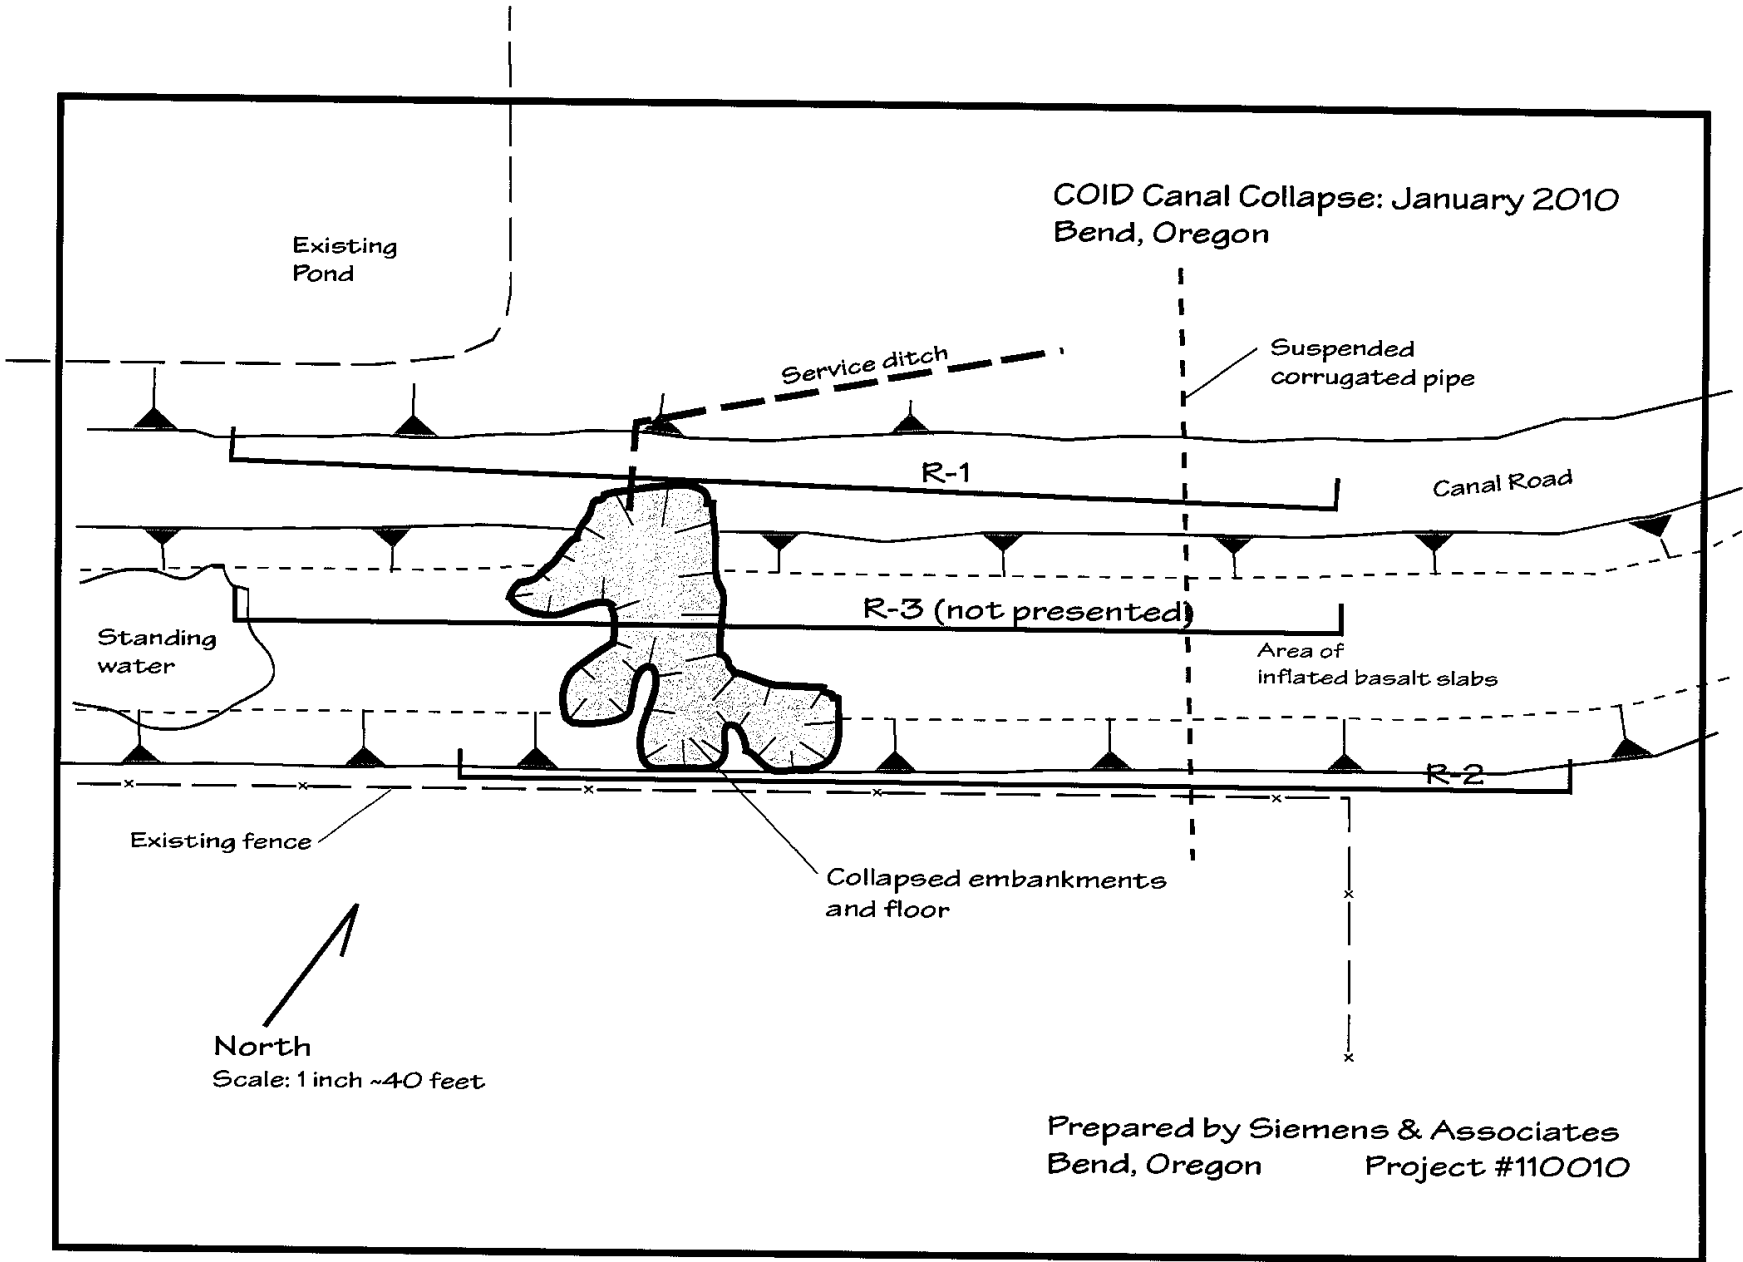 COID Canal Collapse: January 2010
Bend, Oregon
Existing
Pond
Suspended
corrugated pipe
Service ditch
R-1
Canal Road
R-3 (not presented)
Standing
water
Area of
inflated basalt slabs
R-2
Existing fence
Collapsed embankments
and floor
North
Scale: 1 inch ~40 feet
Prepared by Siemens & Associates
Bend, Oregon Project #110010